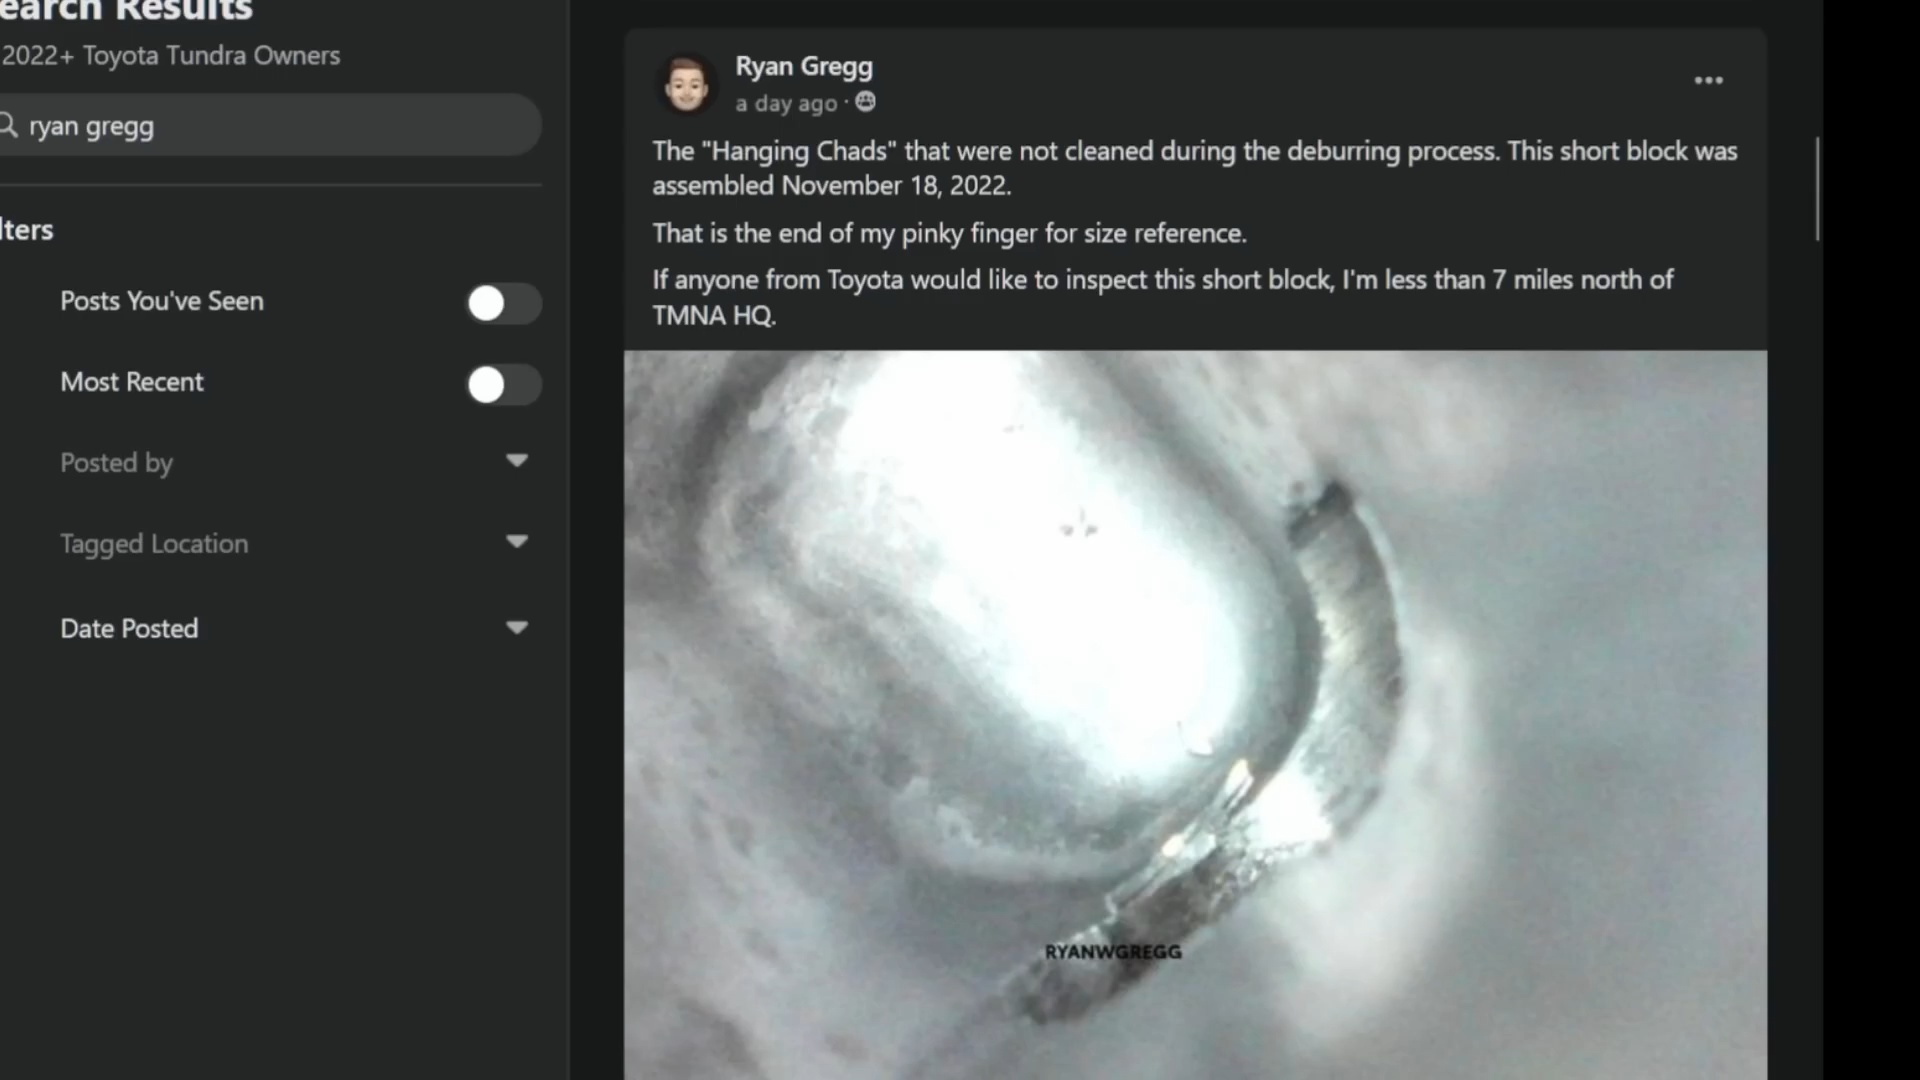 earch Results
2022+ Toyota Tundra Owners
ryan gregg
lters
Posts You've Seen
Most Recent
Posted by
Tagged Location
Date Posted
Ryan Gregg
a day ago ·
The "Hanging Chads" that were not cleaned during the deburring process. This short block was
assembled November 18, 2022.
That is the end of my pinky finger for size reference.
If anyone from Toyota would like to inspect this short block, I'm less than 7 miles north of
TMNA HQ.
RYANWGREGG